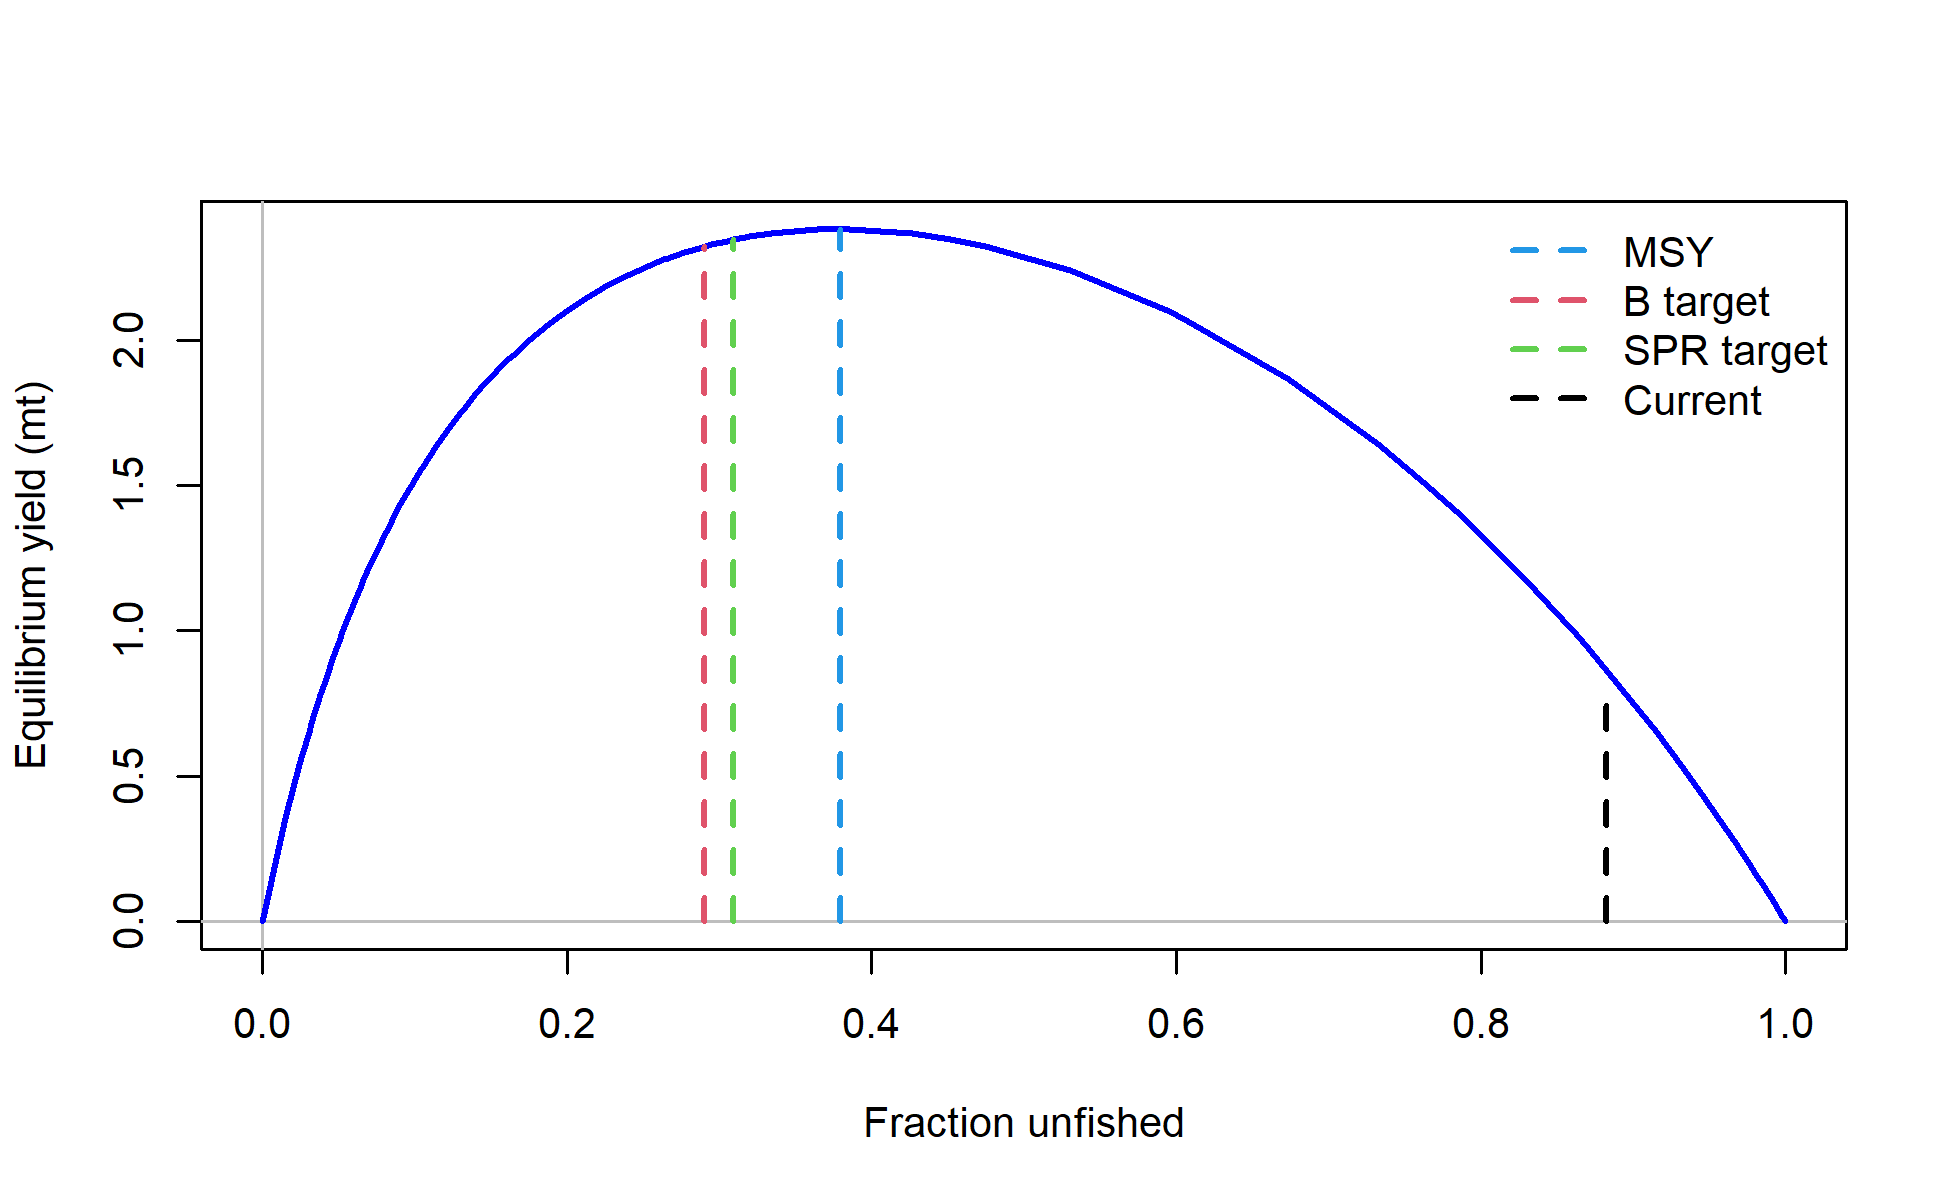 MSY
B target
SPR target
Current
Equilibrium yield (mt)
2.0
1.5
1.0
0.5
0.0
0.0 0.2 0.4 0.6 0.8 1.0
Fraction unfished